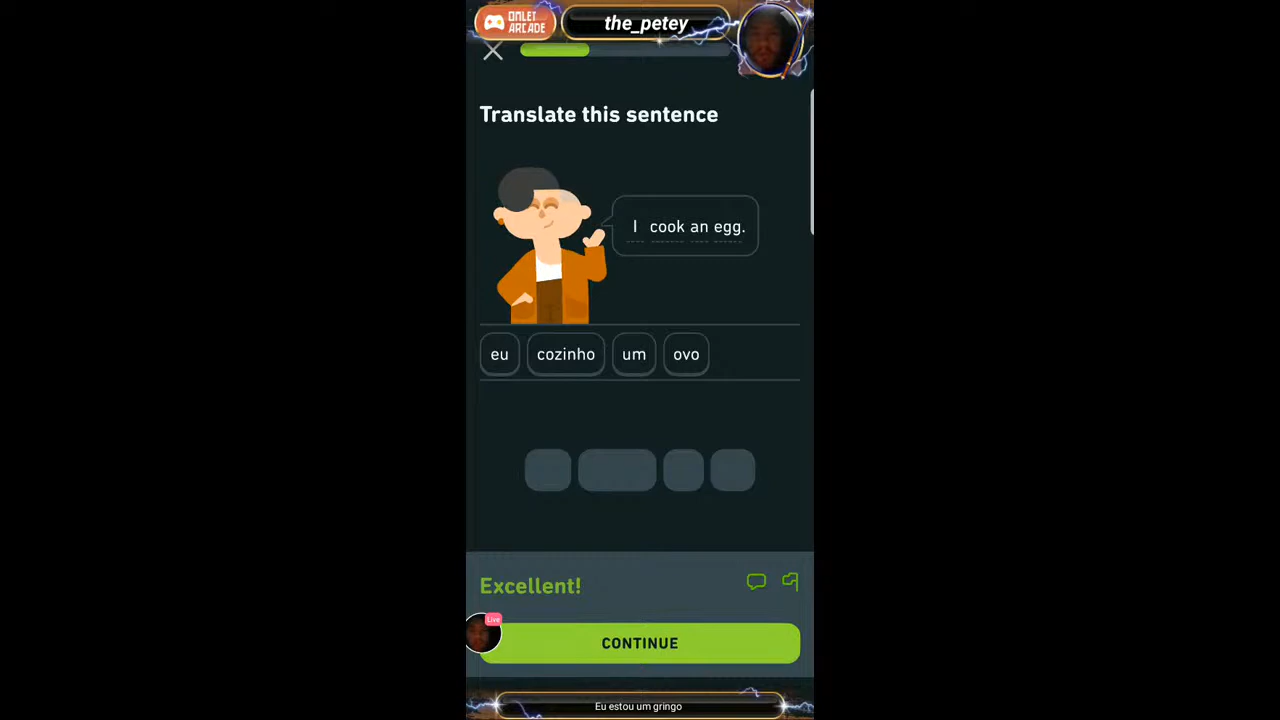 OMLET
ARCADE
the_petey
Translate this sentence
I cook an egg.
eu cozinho um ovo
Excellent!
Live
CONTINUE
Eu estou um gringo